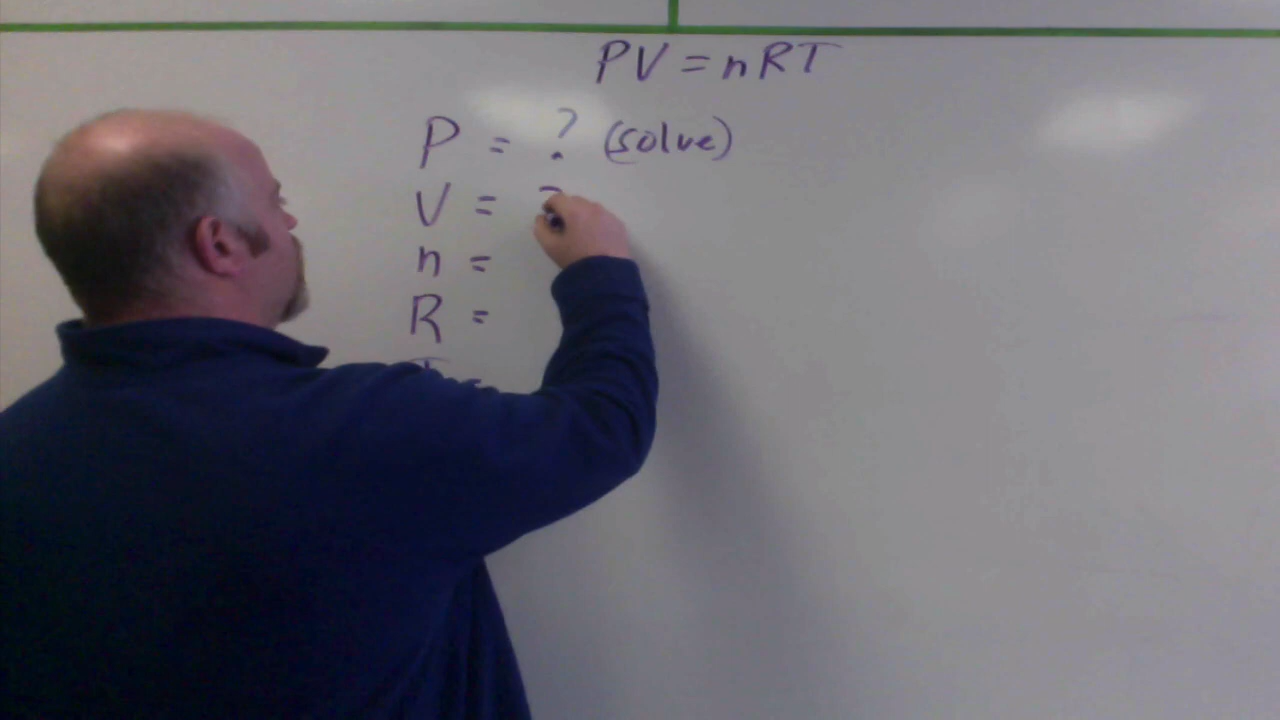 PV = nRT
P = ? (solve)
V =
n =
R =